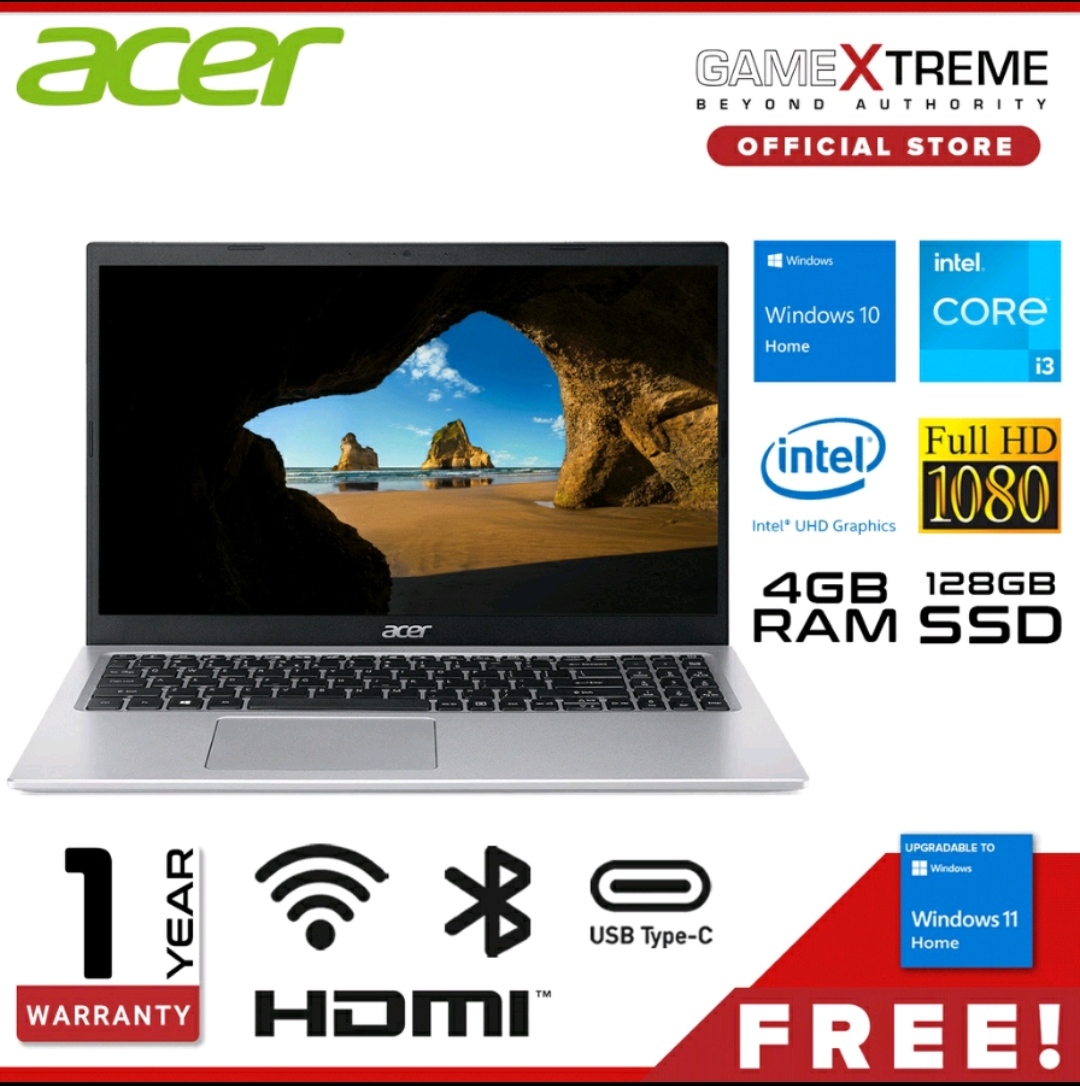 acer
GAMEXTREME
BEYOND AUTHORITY
OFFICIAL STORE
Windows
Windows 10
Home
intel.
CORE
i3
intel
Intel® UHD Graphics
Full HD
1080
4GB
RAM
128GB
SSD
acer
1
YEAR
WARRANTY
USB Type-C
HDMI™
UPGRADABLE TO
Windows
Windows 11
Home
FREE!